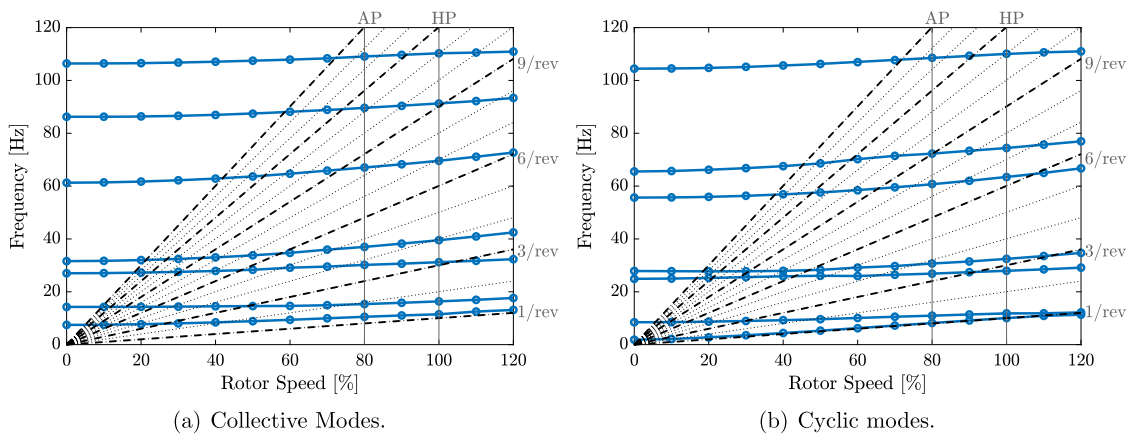 AP HP
120
100
80
60
40
20
0
9/rev
6/rev
3/rev
1/rev
0 20 40 60 80 100 120
Frequency [Hz]
Rotor Speed [%]
(a) Collective Modes.
AP HP
120
100
80
60
40
20
0
9/rev
6/rev
3/rev
1/rev
0 20 40 60 80 100 120
Frequency [Hz]
Rotor Speed [%]
(b) Cyclic modes.